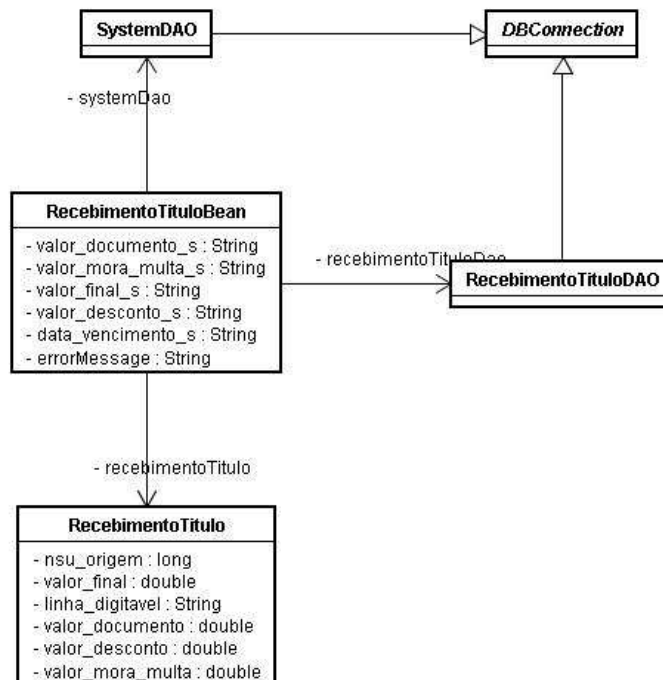 SystemDAO
DBConnection
- systemDao
RecebimentoTituloBean
- valor_documento_s : String
- valor_mora_multa_s : String
- valor_final_s : String
- valor_desconto_s : String
- data_vencimento_s : String
- errorMessage : String
- recebimentoTituloDao
RecebimentoTituloDAO
- recebimentoTitulo
RecebimentoTitulo
- nsu_origem : long
- valor_final : double
- linha_digitavel : String
- valor_documento : double
- valor_desconto : double
- valor_mora_multa : double